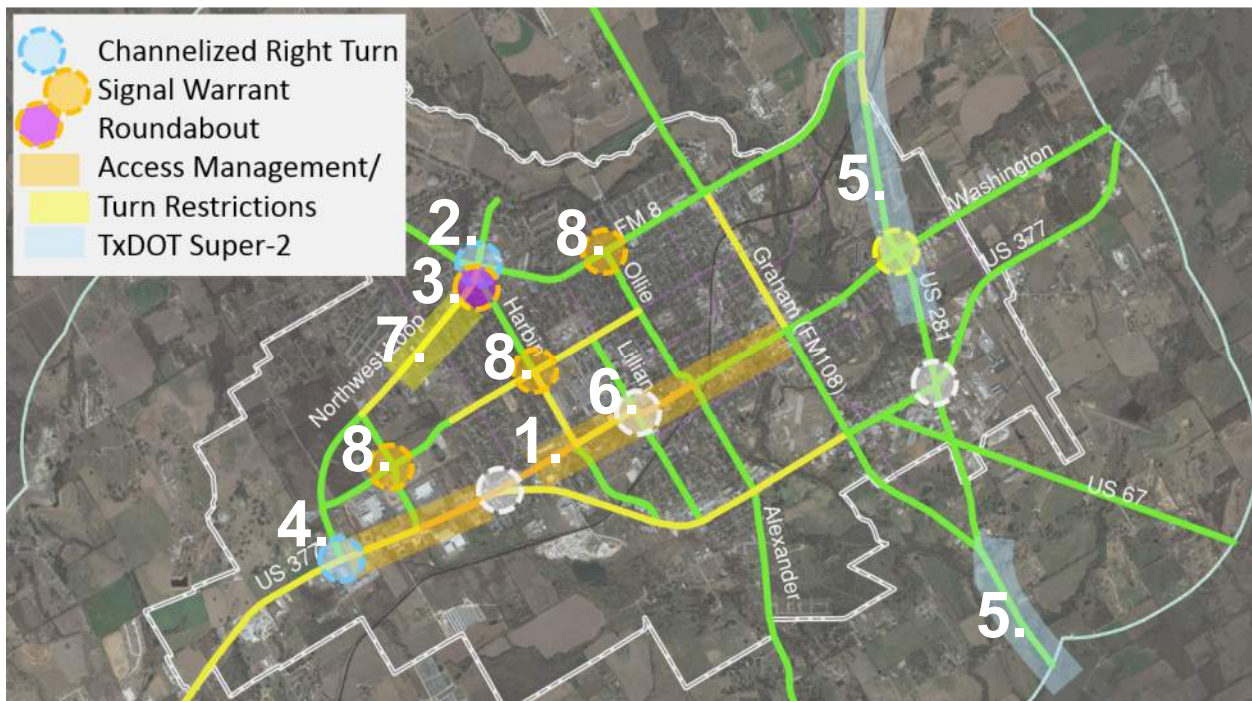 Channelized Right Turn
Signal Warrant
Roundabout
Access Management/
Turn Restrictions
TxDOT Super-2
2.
8.
FM 8
5.
Washington
3.
Ollie
US 377
7.
Northwest Loop
Harbin
Graham (FM108)
US 281
8.
Lillian
6.
8.
1.
4.
US 377
US 67
Alexander
5.